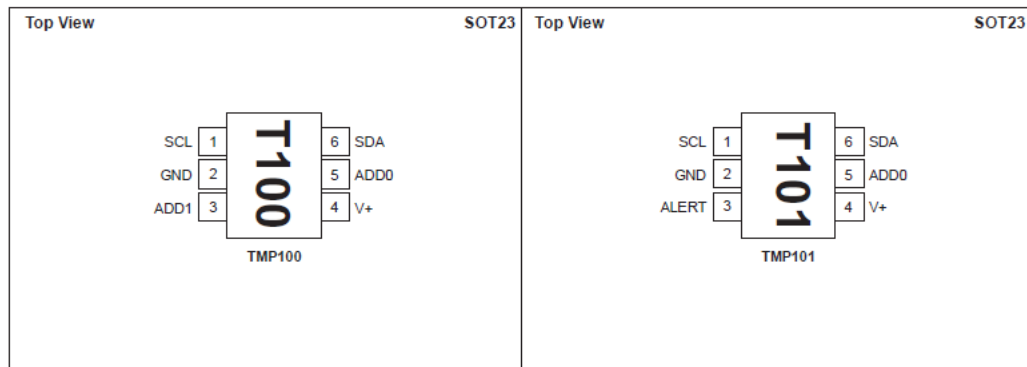 Top View SOT23
SCL 1 T100 6 SDA
GND 2 5 ADD0
ADD1 3 4 V+
TMP100
Top View SOT23
SCL 1 T101 6 SDA
GND 2 5 ADD0
ALERT 3 4 V+
TMP101